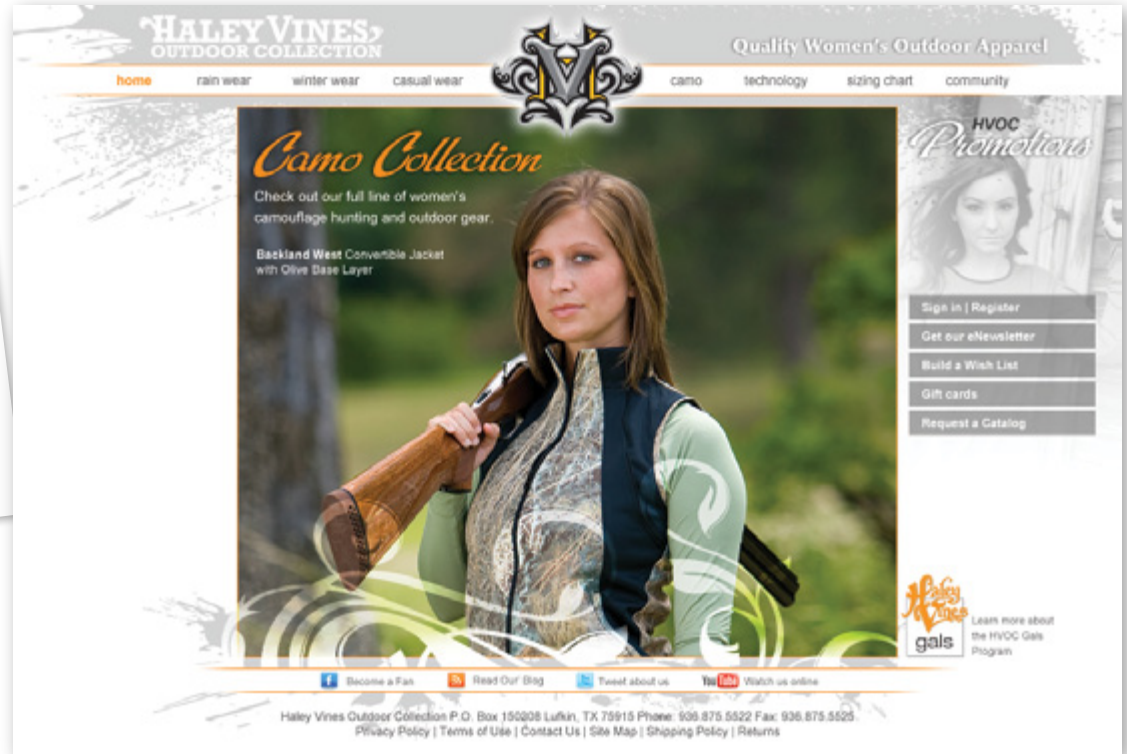 HALEY VINES
OUTDOOR COLLECTION
Quality Women's Outdoor Apparel
home rain wear winter wear casual wear camo technology sizing chart community
Camo Collection
Check out our full line of women's
camouflage hunting and outdoor gear.
Backland West Convertible Jacket
with Olive Base Layer
HVOC
Promotions
Sign in | Register
Get our eNewsletter
Build a Wish List
Gift cards
Request a Catalog
Haley
Vines
gals
Learn more about
the HVOC Gals
Program
Become a Fan Read Our Blog Tweet about us YouTube Watch us online
Haley Vines Outdoor Collection P.O. Box 150208 Lufkin, TX 75915 Phone: 936.875.5522 Fax: 936.875.5525
Privacy Policy | Terms of Use | Contact Us | Site Map | Shipping Policy | Returns